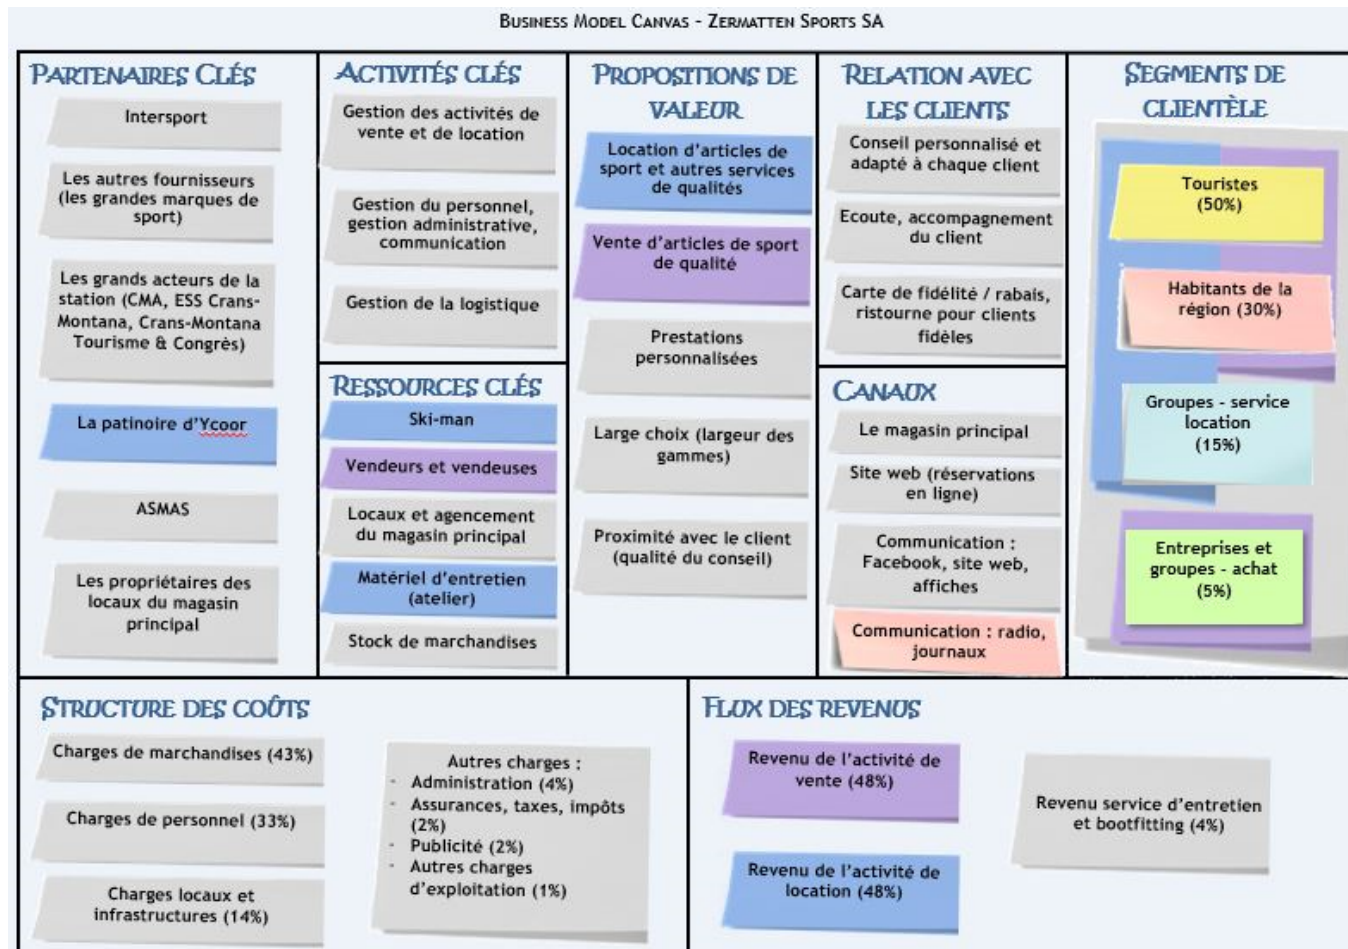 BUSINESS MODEL CANVAS – ZERMATTEN SPORTS SA
PARTENAIRES CLÉS
Intersport
Les autres fournisseurs
(les grandes marques de
sport)
Les grands acteurs de la
station (CMA, ESS Crans-
Montana, Crans-Montana
Tourisme & Congrès)
La patinoire d'Ycoor
ASMAS
Les propriétaires des
locaux du magasin
principal
ACTIVITÉS CLÉS
Gestion des activités de
vente et de location
Gestion du personnel,
gestion administrative,
communication
Gestion de la logistique
RESSOURCES CLÉS
Ski-man
Vendeurs et vendeuses
Locaux et agencement
du magasin principal
Matériel d'entretien
(atelier)
Stock de marchandises
PROPOSITIONS DE
VALEUR
Location d'articles de
sport et autres services
de qualités
Vente d'articles de sport
de qualité
Prestations
personnalisées
Large choix (largeur des
gammes)
Proximité avec le client
(qualité du conseil)
RELATION AVEC
LES CLIENTS
Conseil personnalisé et
adapté à chaque client
Ecoute, accompagnement
du client
Carte de fidélité / rabais,
ristourne pour clients
fidèles
CANAUX
Le magasin principal
Site web (réservations
en ligne)
Communication :
Facebook, site web,
affiches
Communication : radio,
journaux
SEGMENTS DE
CLIENTÈLE
Touristes
(50%)
Habitants de la
région (30%)
Groupes – service
location
(15%)
Entreprises et
groupes – achat
(5%)
STRUCTURE DES COÛTS
Charges de marchandises (43%)
Charges de personnel (33%)
Charges locaux et
infrastructures (14%)
Autres charges :
- Administration (4%)
- Assurances, taxes, impôts
(2%)
- Publicité (2%)
- Autres charges
d'exploitation (1%)
FLUX DES REVENUS
Revenu de l'activité de
vente (48%)
Revenu de l'activité de
location (48%)
Revenu service d'entretien
et bootfitting (4%)